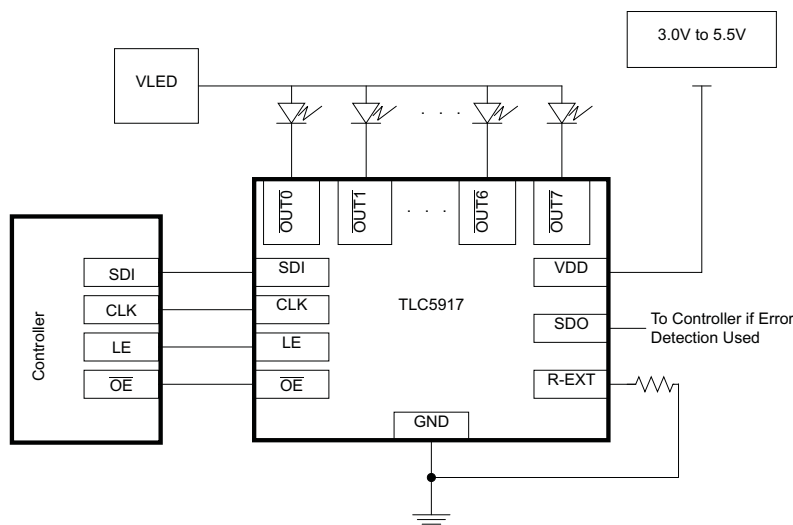 3.0V to 5.5V
VLED
. . .
OUT0
OUT1
. . .
OUT6
OUT7
Controller
SDI
CLK
LE
OE
SDI
CLK
LE
OE
TLC5917
VDD
SDO
R-EXT
GND
To Controller if Error
Detection Used